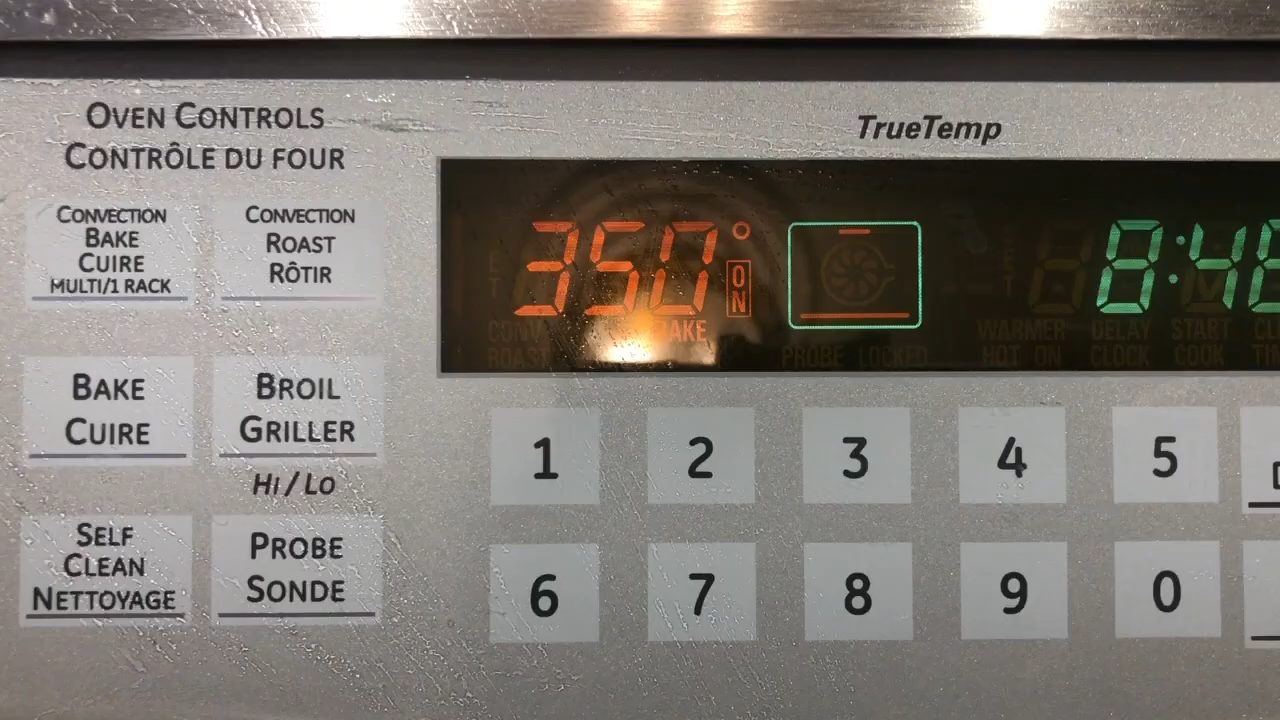 OVEN CONTROLS
CONTRÔLE DU FOUR
TrueTemp
CONVECTION
BAKE
CUIRE
MULTI/1 RACK
CONVECTION
ROAST
RÔTIR
350° ON
BAKE
8:4
WARMER DELAY START
HOT ON CLOCK COOK
PROBE LOCKED
ROAST
BAKE
CUIRE
BROIL
GRILLER
HI / LO
SELF
CLEAN
NETTOYAGE
PROBE
SONDE
1 2 3 4 5
6 7 8 9 0